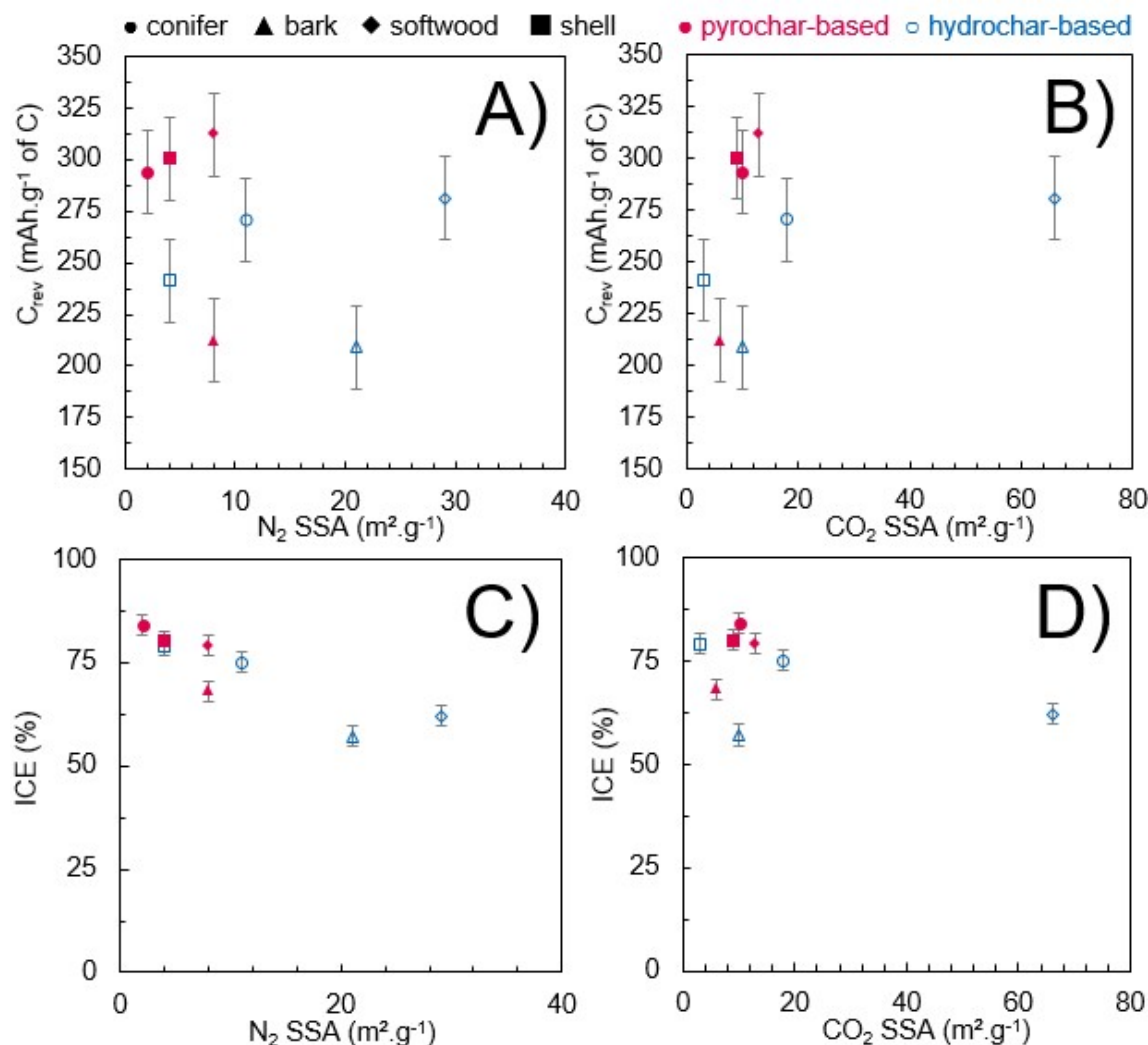 ● conifer ▲ bark ◆ softwood ■ shell ● pyrochar-based ○ hydrochar-based
A)
350
325
300
275
250
225
200
175
150
C_rev (mAh.g⁻¹ of C)
0 10 20 30 40
N₂ SSA (m².g⁻¹)
B)
350
325
300
275
250
225
200
175
150
C_rev (mAh.g⁻¹ of C)
0 20 40 60 80
CO₂ SSA (m².g⁻¹)
C)
100
75
50
25
0
ICE (%)
0 20 40
N₂ SSA (m².g⁻¹)
D)
100
75
50
25
0
ICE (%)
0 20 40 60 80
CO₂ SSA (m².g⁻¹)